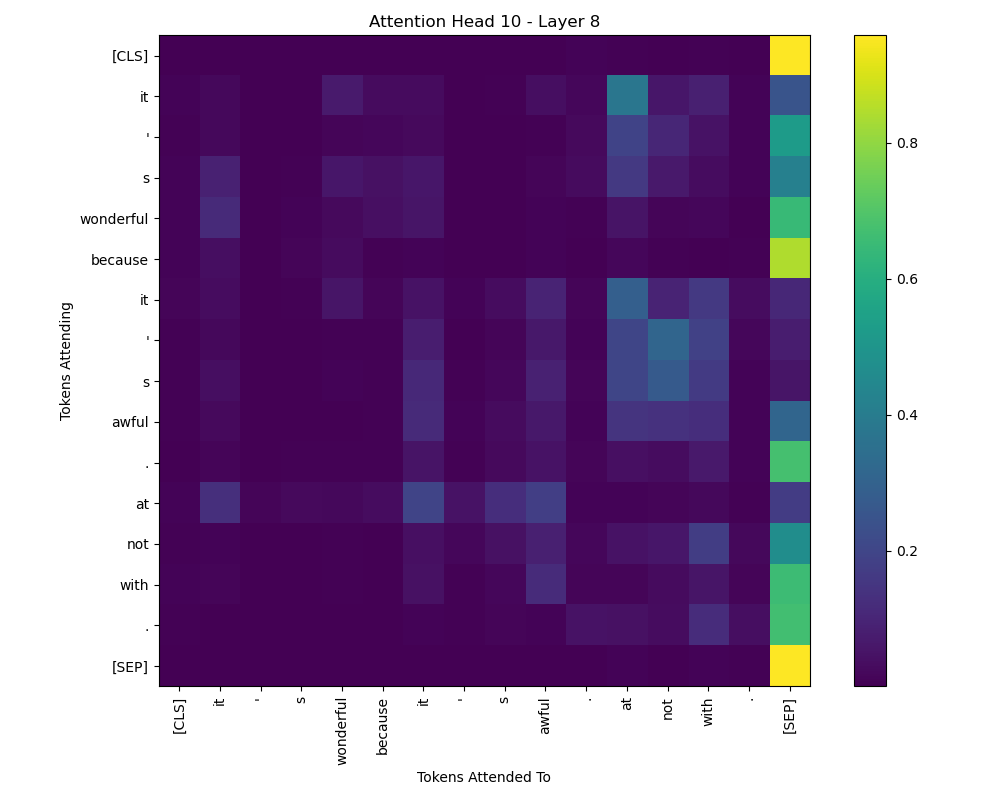 Attention Head 10 - Layer 8
[CLS]
it
'
s
wonderful
because
it
'
s
awful
.
at
not
with
.
[SEP]
Tokens Attending
[CLS]
it
'
s
wonderful
because
it
'
s
awful
.
at
not
with
.
[SEP]
Tokens Attended To
0.8
0.6
0.4
0.2